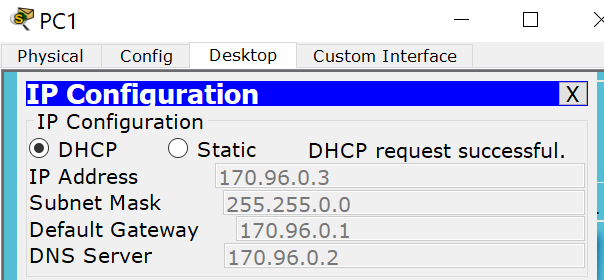 PC1
Physical Config Desktop Custom Interface
IP Configuration X
IP Configuration
DHCP Static DHCP request successful.
IP Address 170.96.0.3
Subnet Mask 255.255.0.0
Default Gateway 170.96.0.1
DNS Server 170.96.0.2